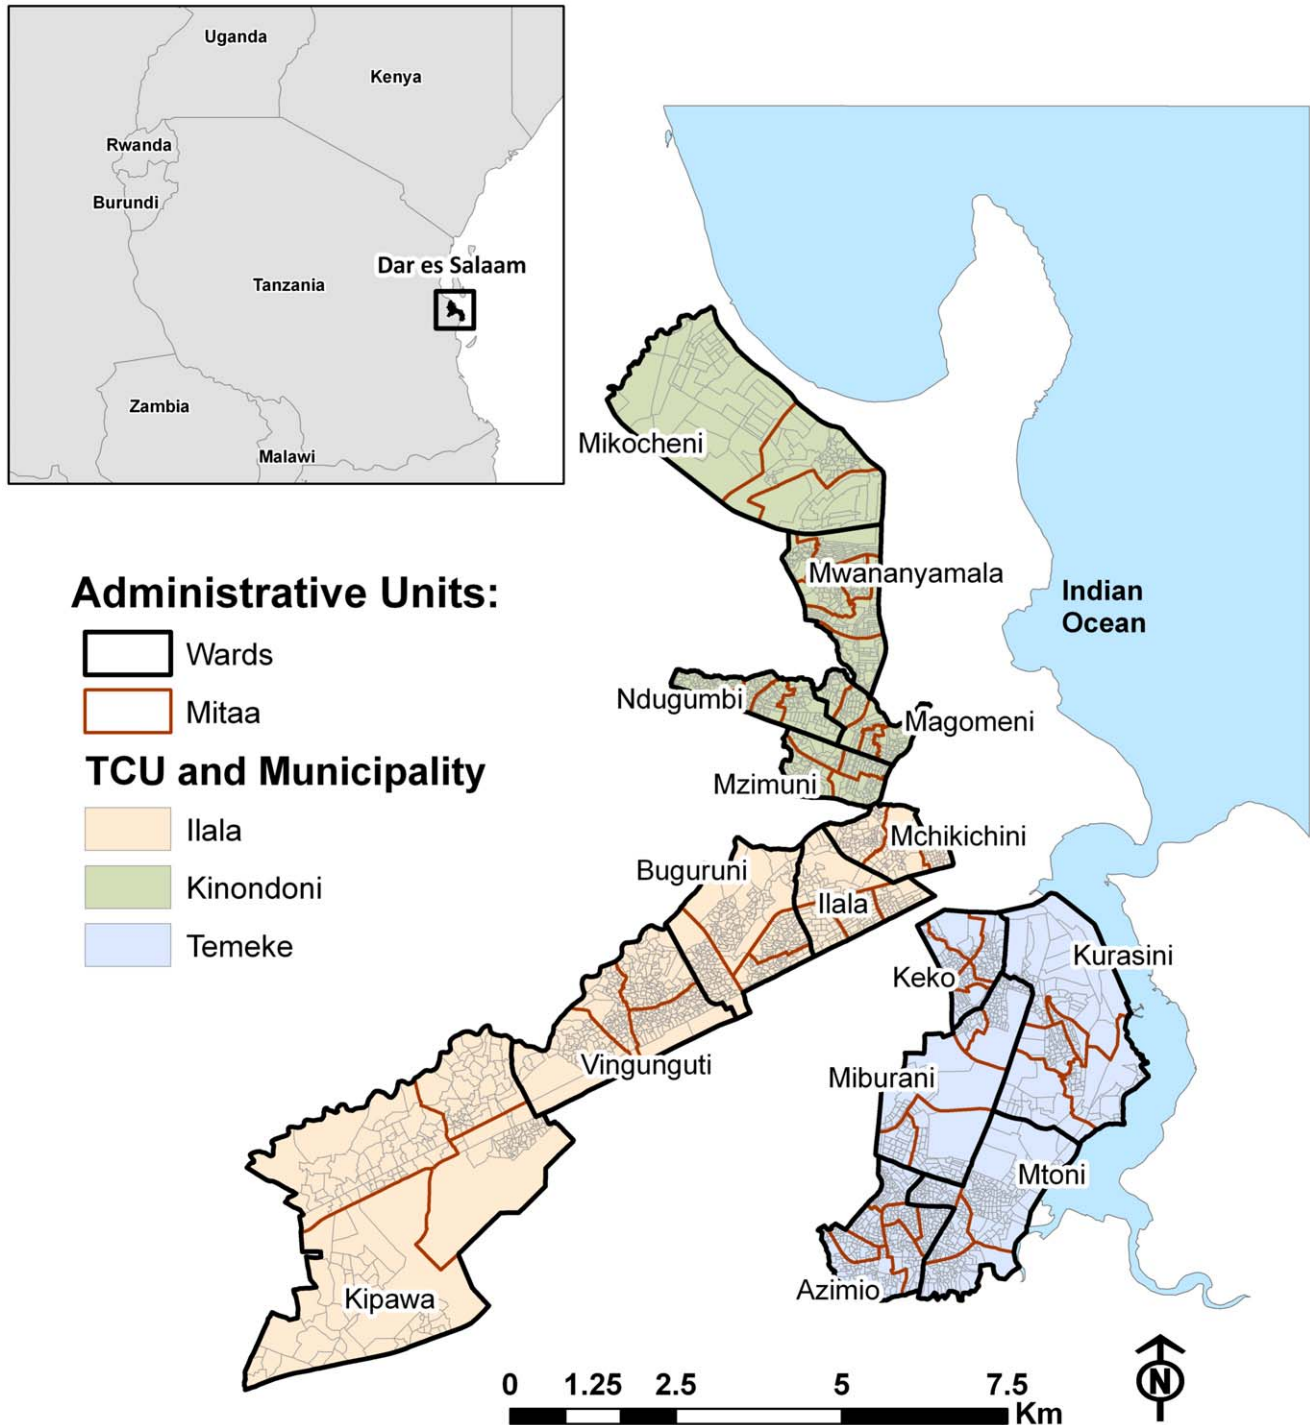 Uganda
Kenya
Rwanda
Burundi
Dar es Salaam
Tanzania
Zambia
Malawi
Mikocheni
Mwananyamala
Indian
Ocean
Administrative Units:
Wards
Mitaa
Ndugumbi
Magomeni
Mzimuni
TCU and Municipality
Ilala
Kinondoni
Temeke
Mchikichini
Buguruni
Ilala
Keko
Kurasini
Vingunguti
Miburani
Mtoni
Azimio
Kipawa
0 1.25 2.5 5 7.5
Km
N